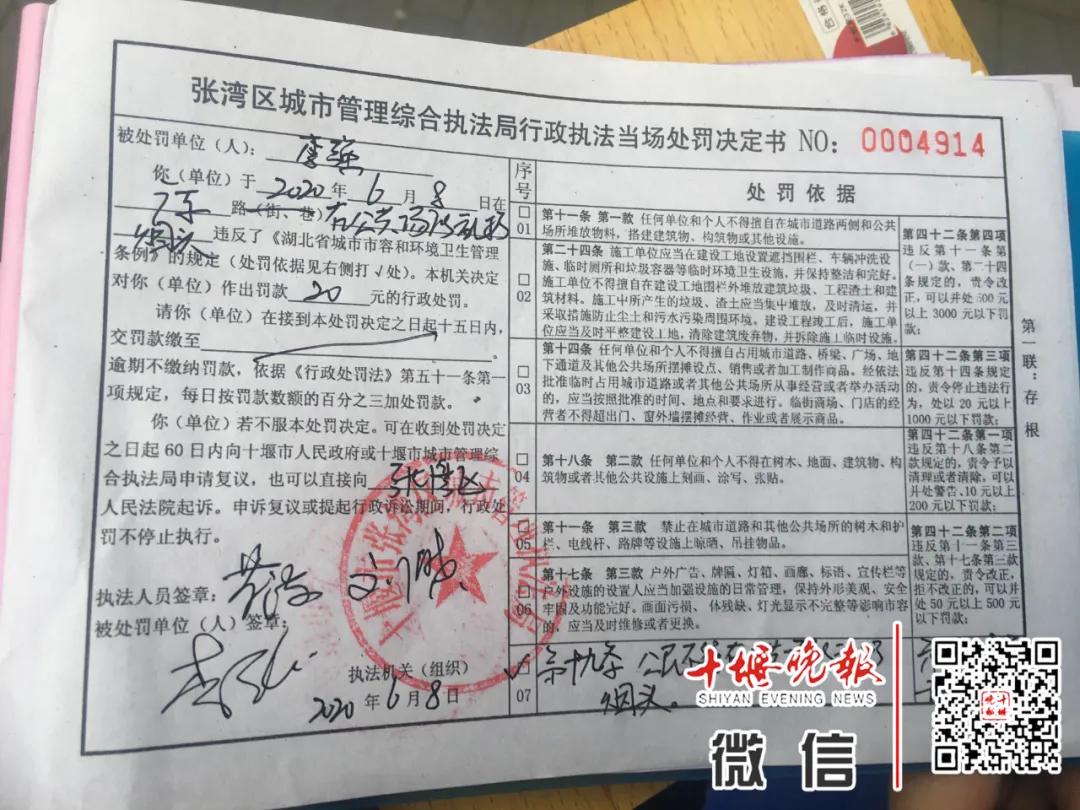 张湾区城市管理综合执法局行政执法当场处罚决定书 NO: 0004914
被处罚单位(人):
你(单位)于 2020 年 6 月 8 日在
路(街、巷) 在公共场所乱扔
烟头 违反了《湖北省城市市容和环境卫生管理
条例》的规定(处罚依据见右侧打√处)。本机关决定
对你(单位)作出罚款 20 元的行政处罚。
请你(单位)在接到本处罚决定之日起十五日内,
交罚款缴至
逾期不缴纳罚款,依据《行政处罚法》第五十一条第一
项规定,每日按罚款数额的百分之三加处罚款。
你(单位)若不服本处罚决定。可在收到处罚决定
之日起60日内向十堰市人民政府或十堰市城市管理综
合执法局申请复议,也可以直接向 张湾区
人民法院起诉。申诉复议或提起行政诉讼期间,行政处
罚不停止执行。
执法人员签章:
被处罚单位(人)签章:
执法机关(组织)
2020 年 6 月 8 日
序号
处罚依据
01
第十一条 第一款 任何单位和个人不得擅自在城市道路两侧和公共
场所堆放物料,搭建建筑物、构筑物或其他设施。
02
第二十四条 施工单位应当在建设工地设置遮挡围栏、车辆冲洗设
施、临时厕所和垃圾容器等临时环境卫生设施,并保持整洁和完好。
施工单位不得擅自在建设工地围栏外堆放建筑垃圾、工程渣土和建
筑材料。施工中所产生的垃圾、渣土应当集中堆放,及时清运,并
采取措施防止尘土和污水污染周围环境。建设工程竣工后,施工单
位应当及时平整建设工地,清除建筑废弃物,并拆除施工临时设施。
第四十二条第四项
违反第十一条第
(一)款、第二十四
条规定的,责令改
正,可以并处500元
以上3000元以下罚
款;
03
第十四条 任何单位和个人不得擅自占用城市道路、桥梁、广场、地
下通道及其他公共场所摆摊设点、销售或者加工制作商品。经依法
批准临时占用城市道路或者其他公共场所从事经营或者举办活动
的,应当按照批准的时间、地点和要求进行。临街商场、门店的经
营者不得超出门、窗外墙摆摊经营、作业或者展示商品。
第四十二条第三项
违反第十四条规定
的,责令停止违法行
为,处以20元以上
1000元以下罚款;
04
第十八条 第二款 任何单位和个人不得在树木、地面、建筑物、构
筑物或者其他公共设施上刻画、涂写、张贴。
第四十二条第一项
违反第十八条第二
款规定的,责令予以
清理或者清除,可以
并处警告、10元以上
200元以下罚款;
05
第十一条 第三款 禁止在城市道路和其他公共场所的树木和护
栏、电线杆、路牌等设施上晾晒、吊挂物品。
06
第十七条 第三款 户外广告、牌匾、灯箱、画廊、标语、宣传栏等
户外设施的设置人应当加强设施的日常管理,保持外形美观、安全
牢固及功能完好。画面污损、体残缺、灯光显示不完整等影响市容
的,应当及时维修或者更换。
第四十二条第二项
违反第十一条第三
款、第十七条第三款
规定的,责令改正,
拒不改正的,可以并
处50元以上500元
以下罚款;
07
烟头。
第一联:存根
十堰晚报
SHIYAN EVENING NEWS
微信